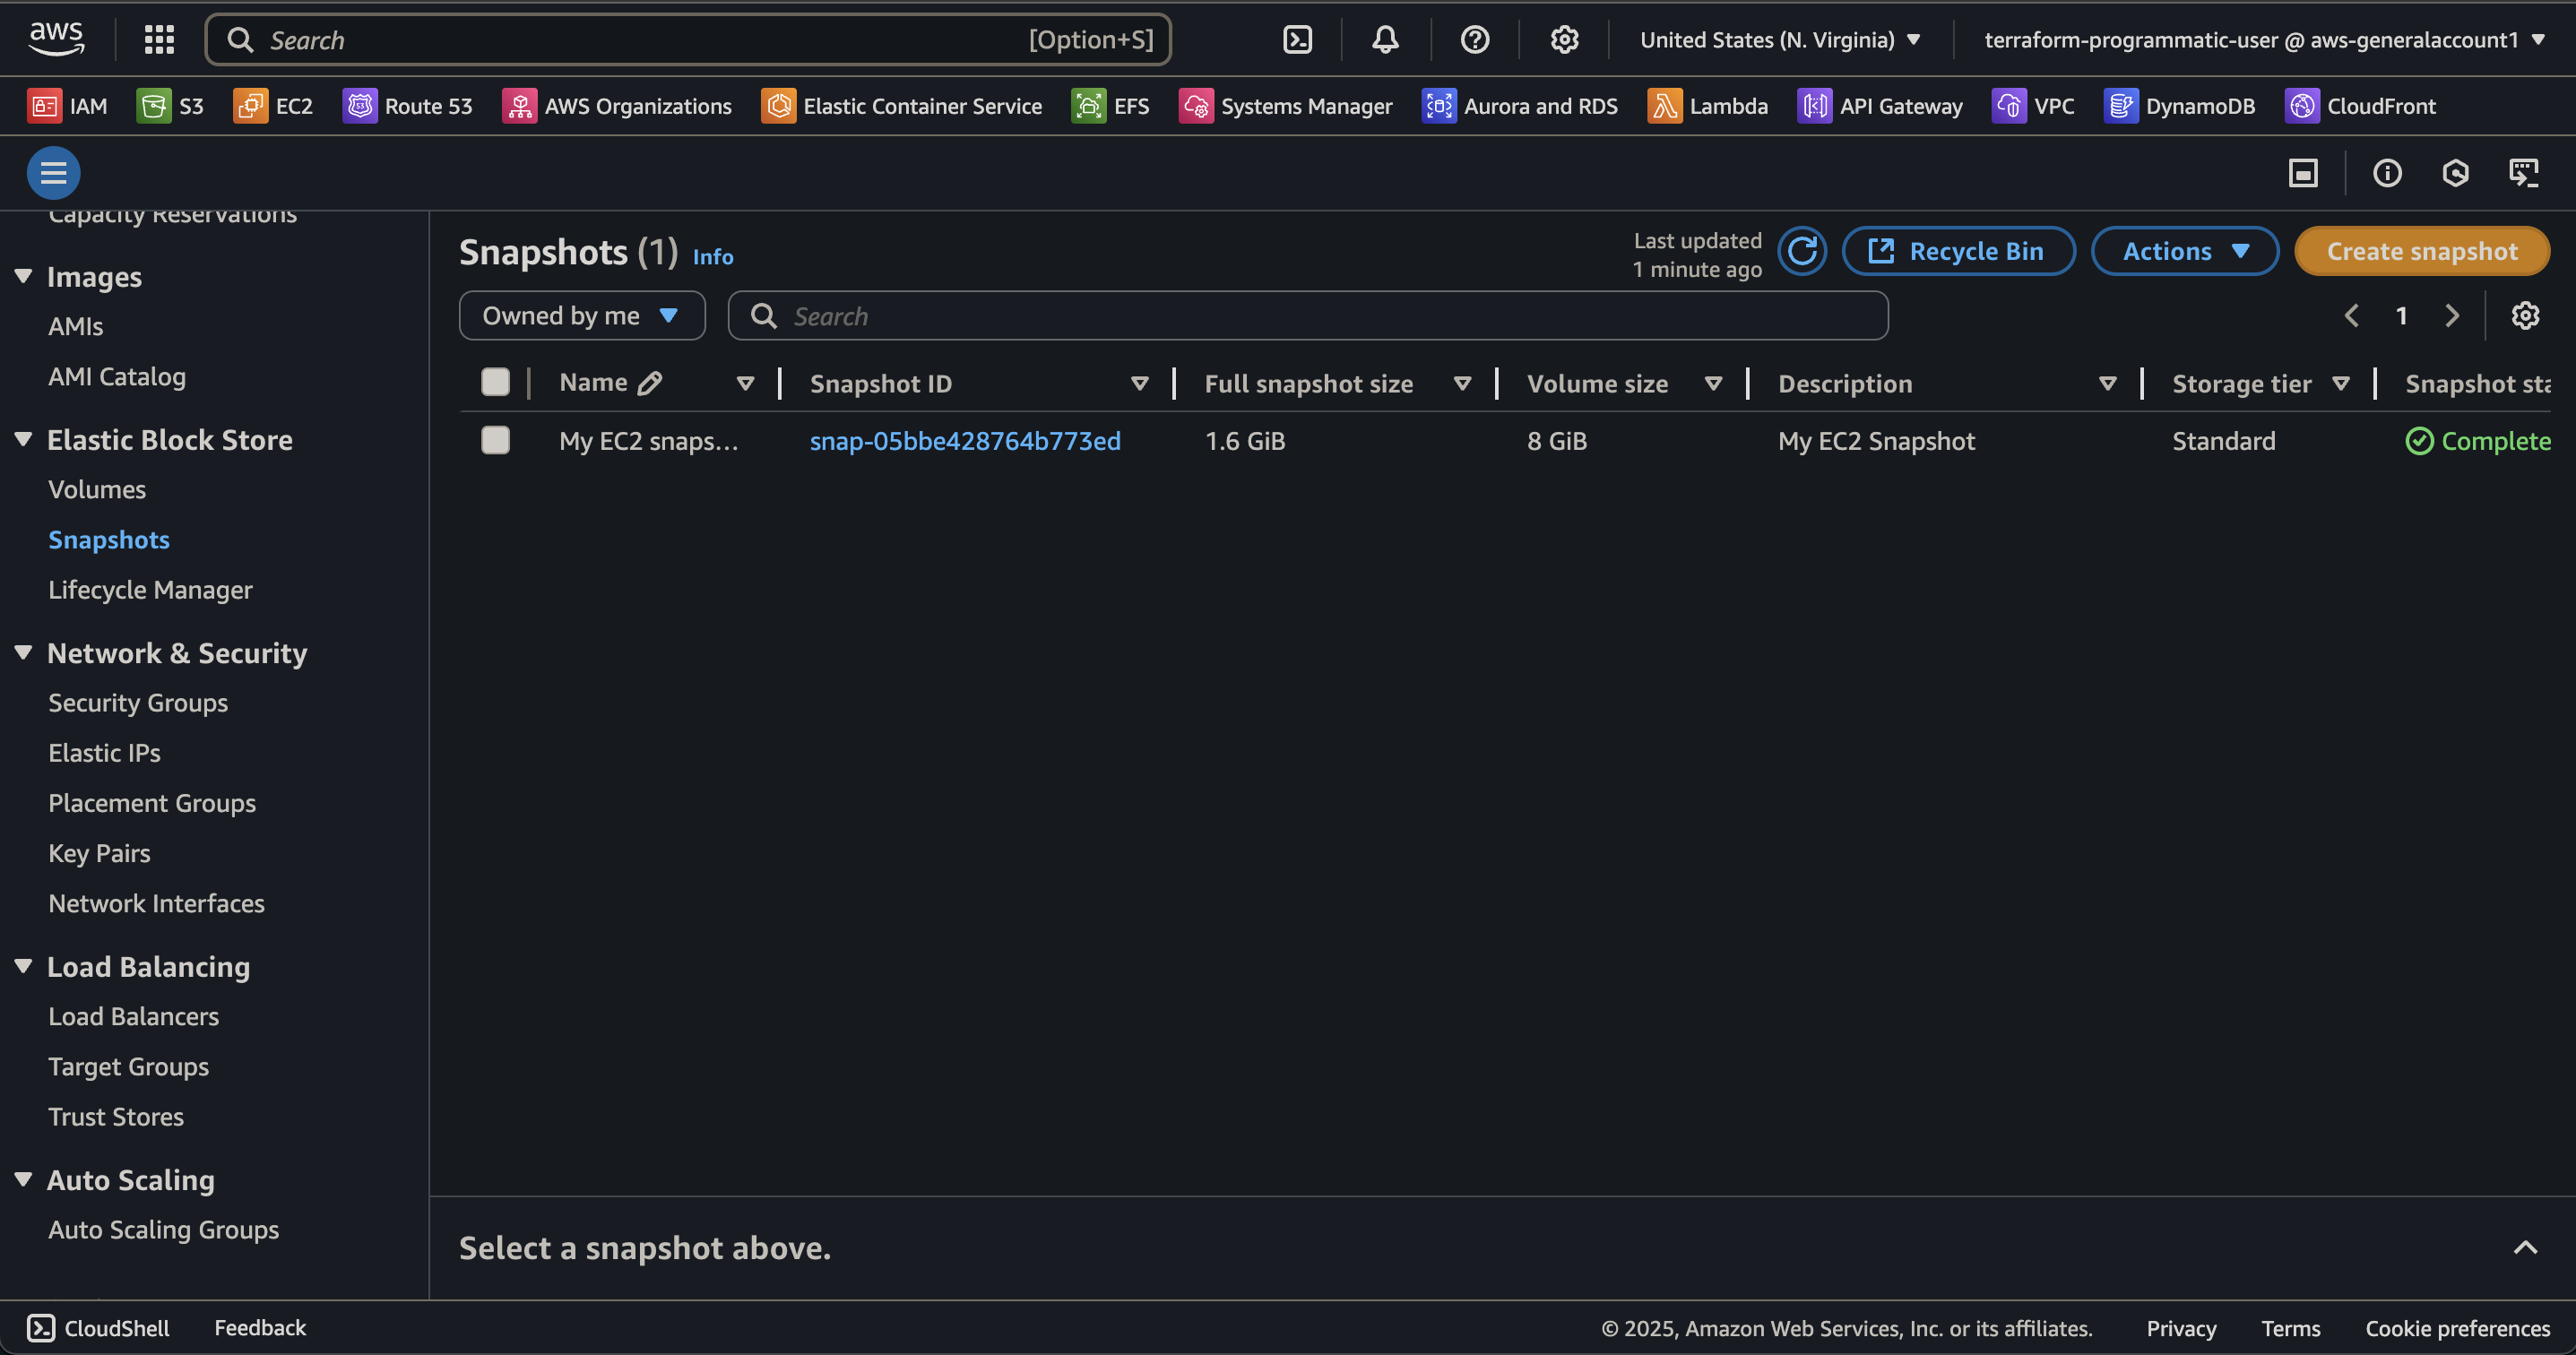 aws
Search [Option+S]
United States (N. Virginia)
terraform-programmatic-user @ aws-generalaccount1
IAM S3 EC2 Route 53 AWS Organizations Elastic Container Service EFS Systems Manager Aurora and RDS Lambda API Gateway VPC DynamoDB CloudFront
Capacity Reservations
Images
AMIs
AMI Catalog
Elastic Block Store
Volumes
Snapshots
Lifecycle Manager
Network & Security
Security Groups
Elastic IPs
Placement Groups
Key Pairs
Network Interfaces
Load Balancing
Load Balancers
Target Groups
Trust Stores
Auto Scaling
Auto Scaling Groups
Snapshots (1) Info
Last updated
1 minute ago
Recycle Bin
Actions
Create snapshot
Owned by me
Search
1
Name Snapshot ID Full snapshot size Volume size Description Storage tier Snapshot sta
My EC2 snaps... snap-05bbe428764b773ed 1.6 GiB 8 GiB My EC2 Snapshot Standard Complete
Select a snapshot above.
CloudShell Feedback
© 2025, Amazon Web Services, Inc. or its affiliates. Privacy Terms Cookie preferences